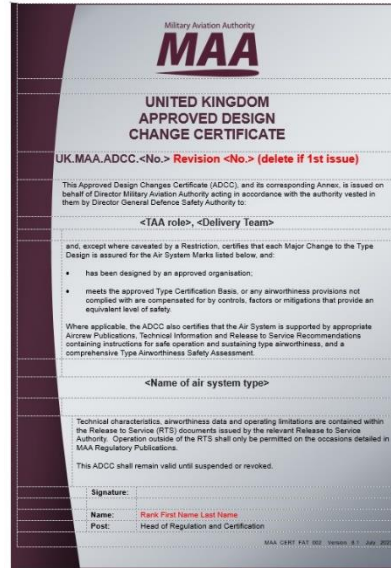 Military Aviation Authority
MAA
UNITED KINGDOM
APPROVED DESIGN
CHANGE CERTIFICATE
UK.MAA.ADCC.<No.> Revision <No.> (delete if 1st issue)
This Approved Design Changes Certificate (ADCC), and its corresponding Annex, is issued on
behalf of Director Military Aviation Authority acting in accordance with the authority vested in
them by Director General Defence Safety Authority to:
<TAA role>, <Delivery Team>
and, except where caveated by a Restriction, certifies that each Major Change to the Type
Design is assured for the Air System Marks listed below, and:
• has been designed by an approved organisation;
• meets the approved Type Certification Basis, or any airworthiness provisions not
complied with are compensated for by controls, factors or mitigations that provide an
equivalent level of safety.
Where applicable, the ADCC also certifies that the Air System is supported by appropriate
Aircrew Publications, Technical Information and Release to Service Recommendations
containing instructions for safe operation and sustaining type airworthiness, and a
comprehensive Type Airworthiness Safety Assessment.
<Name of air system type>
Technical characteristics, airworthiness data and operating limitations are contained within
the Release to Service (RTS) documents issued by the relevant Release to Service
Authority. Operation outside of the RTS shall only be permitted on the occasions detailed in
MAA Regulatory Publications.
This ADCC shall remain valid until suspended or revoked.
Signature:
Name: Rank First Name Last Name
Post: Head of Regulation and Certification
MAA CERT FAT 002 Version July